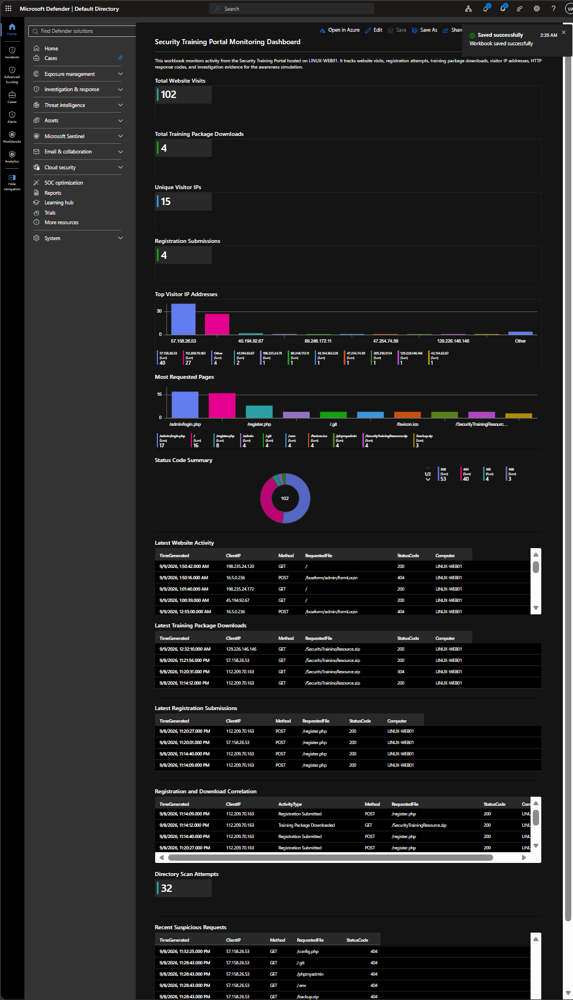 Microsoft Defender | Default Directory
Search
VA
Home
Incidents
Advanced hunting
Cases
Alerts
Workbooks
Analytics
Hide navigation
Find Defender solutions
Home
Cases
Exposure management
Investigation & response
Threat intelligence
Assets
Microsoft Sentinel
Email & collaboration
Cloud security
SOC optimization
Reports
Learning hub
Trials
More resources
System
Open in Azure Edit Save Save As Share
Saved successfully 2:25 AM
Workbook saved successfully
Security Training Portal Monitoring Dashboard
This workbook monitors activity from the Security Training Portal hosted on LINUX-WEB01. It tracks website visits, registration attempts, training package downloads, visitor IP addresses, HTTP
response codes, and investigation evidence for the awareness simulation.
Total Website Visits
102
Total Training Package Downloads
4
Unique Visitor IPs
15
Registration Submissions
4
Top Visitor IP Addresses
30
0
57.158.26.53 45.194.92.67 89.248.172.11 47.254.74.59 129.226.146.146 Other
57.158.26.53 (Sum) 40
112.209.70.163 (Sum) 27
Other (Sum) 4
45.194.92.67 (Sum) 2
198.235.24.1 (Sum) 1
89.248.172.11 (Sum) 1
43.134.163.225 (Sum) 1
47.254.74.59 (Sum) 1
205.210.31.14 (Sum) 1
129.226.146.146 (Sum) 1
43.134.62.67 (Sum) 1
Most Requested Pages
15
0
/admin/login.php /register.php /.git /favicon.ico /SecurityTrainingResourc...
/admin/login.php (Sum) 17
/ (Sum) 16
/register.php (Sum) 8
/admin (Sum) 4
/.git (Sum) 4
/.env (Sum) 4
/favicon.ico (Sum) 4
/phpmyadmin (Sum) 4
/SecurityTrainingResource.zip (Sum) 4
/backup.zip (Sum) 3
Status Code Summary
102
1/2
200 (Sum) 53
404 (Sum) 40
301 (Sum) 4
408 (Sum) 3
Latest Website Activity
TimeGenerated ClientIP Method RequestedFile StatusCode Computer
9/9/2026, 1:50:42.000 AM 198.235.24.120 GET / 200 LINUX-WEB01
9/9/2026, 1:50:16.000 AM 16.5.0.236 POST /boaform/admin/formLogin 404 LINUX-WEB01
9/9/2026, 1:01:40.000 AM 198.235.24.172 GET / 200 LINUX-WEB01
9/9/2026, 1:00:39.000 AM 45.194.92.67 GET / 200 LINUX-WEB01
9/9/2026, 12:55:00.000 AM 16.5.0.236 POST /boaform/admin/formLogin 404 LINUX-WEB01
Latest Training Package Downloads
TimeGenerated ClientIP Method RequestedFile StatusCode Computer
9/9/2026, 12:32:10.000 AM 129.226.146.146 GET /SecurityTrainingResource.zip 200 LINUX-WEB01
9/8/2026, 11:21:56.000 PM 57.158.26.53 GET /SecurityTrainingResource.zip 200 LINUX-WEB01
9/8/2026, 11:20:31.000 PM 112.209.70.163 GET /SecurityTrainingResource.zip 304 LINUX-WEB01
9/8/2026, 11:14:12.000 PM 112.209.70.163 GET /SecurityTrainingResource.zip 200 LINUX-WEB01
Latest Registration Submissions
TimeGenerated ClientIP Method RequestedFile StatusCode Computer
9/8/2026, 11:20:27.000 PM 112.209.70.163 POST /register.php 200 LINUX-WEB01
9/8/2026, 11:20:01.000 PM 57.158.26.53 POST /register.php 200 LINUX-WEB01
9/8/2026, 11:14:40.000 PM 112.209.70.163 POST /register.php 200 LINUX-WEB01
9/8/2026, 11:14:09.000 PM 112.209.70.163 POST /register.php 200 LINUX-WEB01
Registration and Download Correlation
TimeGenerated ClientIP ActivityType Method RequestedFile StatusCode Com
9/8/2026, 11:14:09.000 PM 112.209.70.163 Registration Submitted POST /register.php 200 LINU
9/8/2026, 11:14:12.000 PM 112.209.70.163 Training Package Downloaded GET /SecurityTrainingResource.zip 200 LINU
9/8/2026, 11:14:40.000 PM 112.209.70.163 Registration Submitted POST /register.php 200 LINU
9/8/2026, 11:20:27.000 PM 112.209.70.163 Registration Submitted POST /register.php 200 LINU
Directory Scan Attempts
32
Recent Suspicious Requests
TimeGenerated ClientIP Method RequestedFile StatusCode
9/8/2026, 11:32:25.000 PM 57.158.26.53 GET /config.php 404
9/8/2026, 11:28:43.000 PM 57.158.26.53 GET /.git 404
9/8/2026, 11:28:43.000 PM 57.158.26.53 GET /phpmyadmin 404
9/8/2026, 11:28:43.000 PM 57.158.26.53 GET /.env 404
9/8/2026, 11:28:43.000 PM 57.158.26.53 GET /backup.zip 404